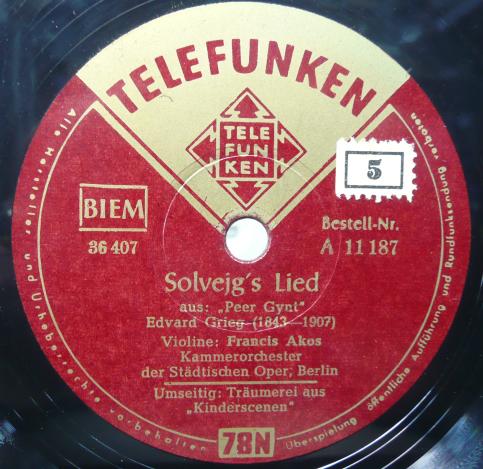 TELEFUNKEN
TELE
FUN
KEN
5
BIEM
36 407
Bestell-Nr.
A 11187
Solvejg's Lied
aus: „Peer Gynt"
Edvard Grieg (1843—1907)
Violine: Francis Akos
Kammerorchester
der Städtischen Oper, Berlin
Umseitig: Träumerei aus
„Kinderscenen"
78N
Alle Hersteller- und Urheberrechte vorbehalten
Überspielung, öffentliche Aufführung und Rundfunksendung verboten